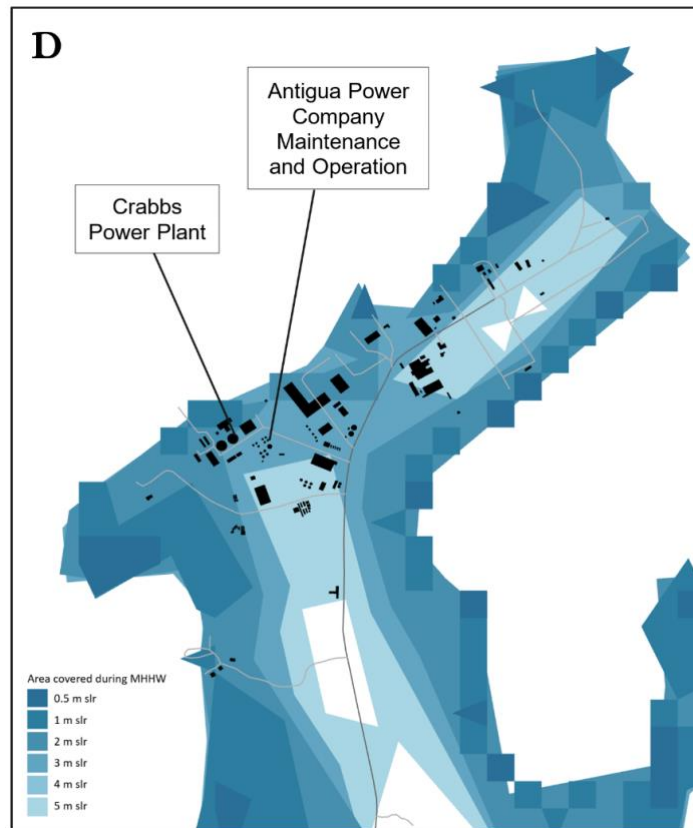 D
Antigua Power
Company
Maintenance
and Operation
Crabbs
Power Plant
Area covered during MHHW
0.5 m slr
1 m slr
2 m slr
3 m slr
4 m slr
5 m slr